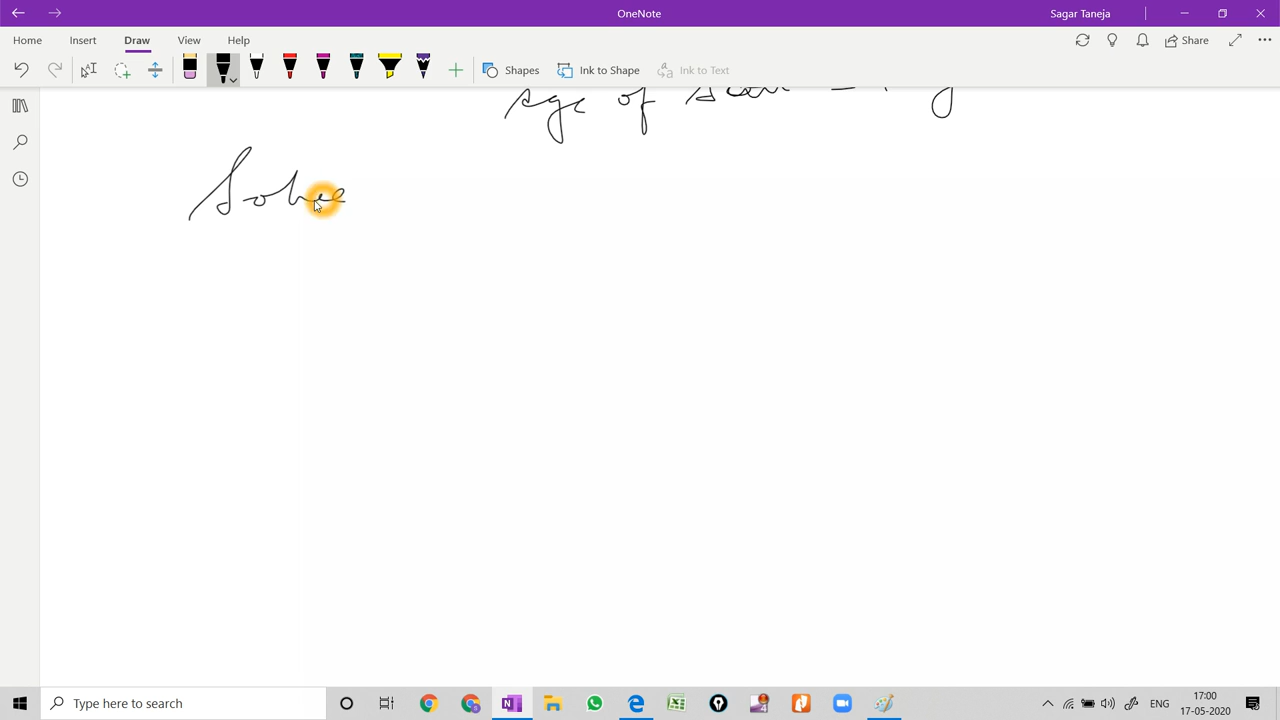 OneNote
Sagar Taneja
Home Insert Draw View Help
Share
Shapes Ink to Shape Ink to Text
age of
Type here to search
4
ENG
17:00
17-05-2020